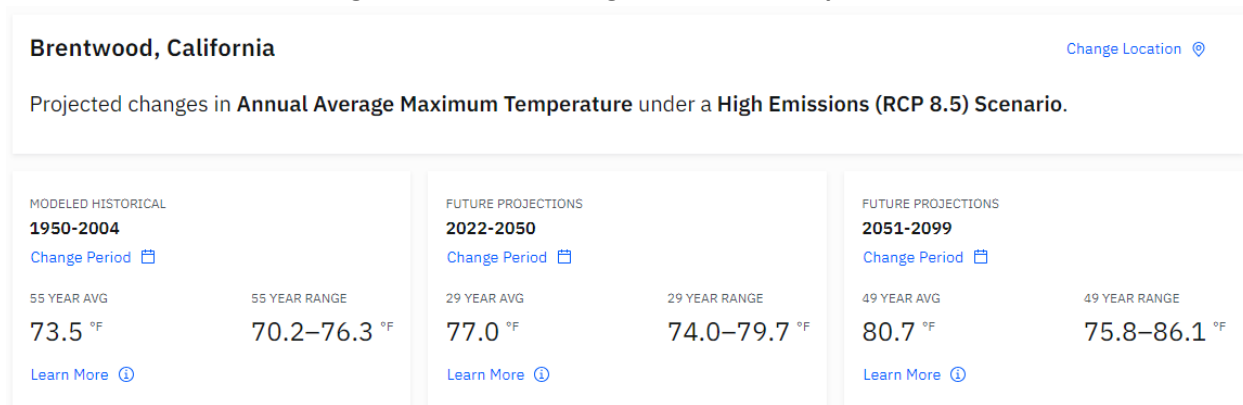 Brentwood, California
Change Location
Projected changes in Annual Average Maximum Temperature under a High Emissions (RCP 8.5) Scenario.
MODELED HISTORICAL
1950-2004
Change Period
55 YEAR AVG
55 YEAR RANGE
73.5 °F
70.2–76.3 °F
Learn More
FUTURE PROJECTIONS
2022-2050
Change Period
29 YEAR AVG
29 YEAR RANGE
77.0 °F
74.0–79.7 °F
Learn More
FUTURE PROJECTIONS
2051-2099
Change Period
49 YEAR AVG
49 YEAR RANGE
80.7 °F
75.8–86.1 °F
Learn More